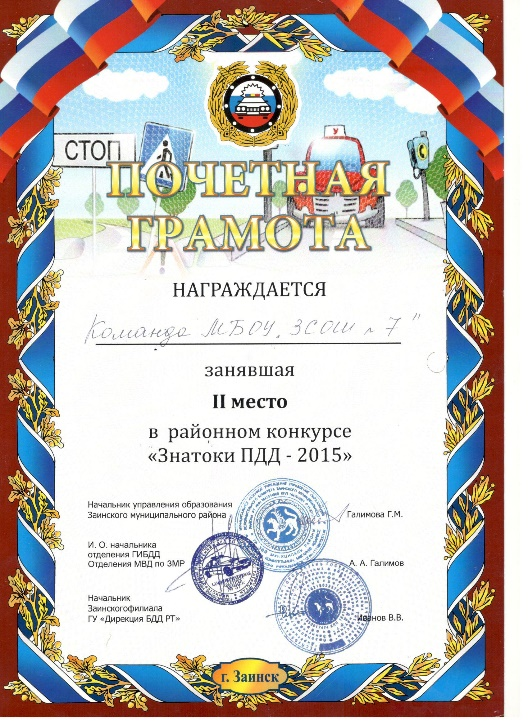 СТОП
У
ПОЧЕТНАЯ
ГРАМОТА
НАГРАЖДАЕТСЯ
Команда МБОУ „ЗСОШ № 7"
занявшая
II место
в районном конкурсе
«Знатоки ПДД - 2015»
Начальник управления образования
Заинского муниципального района
Галимова Г.М.
И. О. начальника
отделения ГИБДД
Отделения МВД по ЗМР
А. А. Галимов
Начальник
Заинскогофилиала
ГУ «Дирекция БДД РТ»
Иванов В.В.
г. Заинск